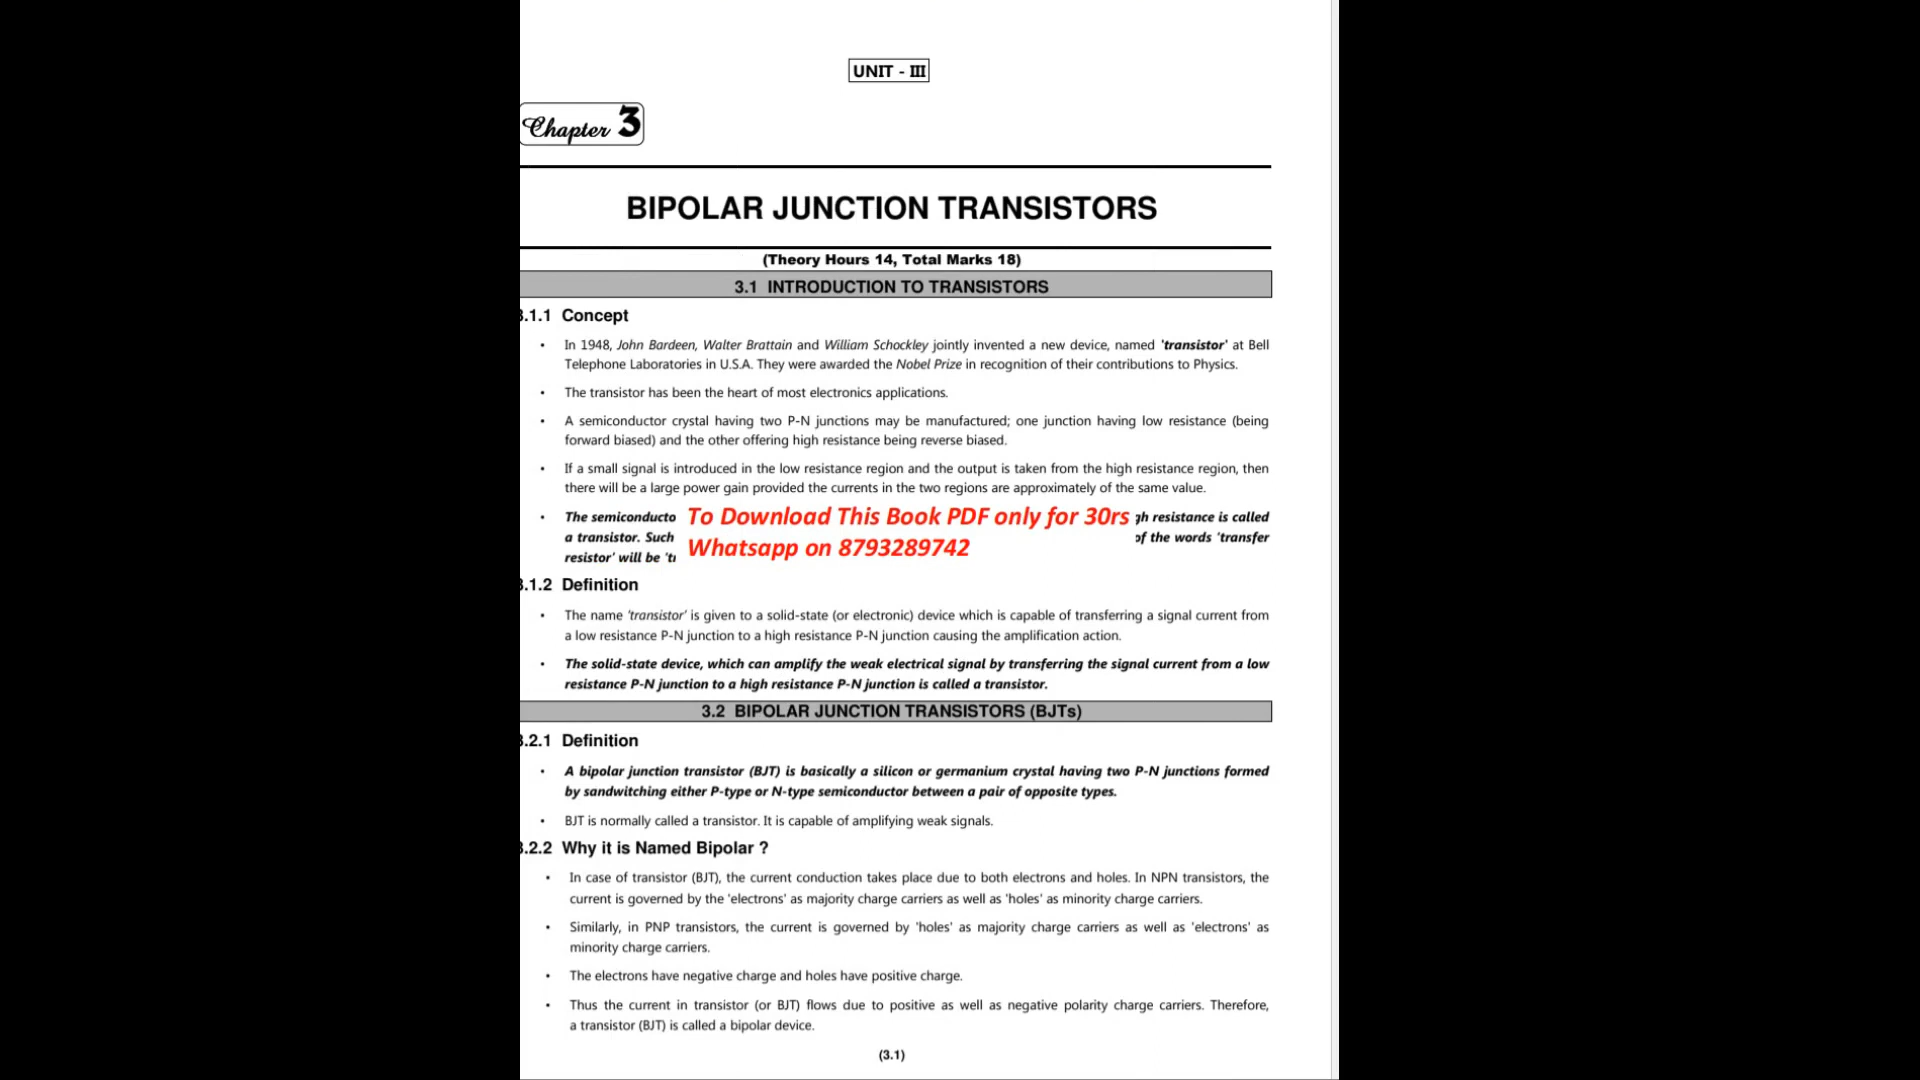 UNIT - III
Chapter 3
BIPOLAR JUNCTION TRANSISTORS
(Theory Hours 14, Total Marks 18)
3.1 INTRODUCTION TO TRANSISTORS
3.1.1 Concept
• In 1948, John Bardeen, Walter Brattain and William Schockley jointly invented a new device, named 'transistor' at Bell
Telephone Laboratories in U.S.A. They were awarded the Nobel Prize in recognition of their contributions to Physics.
• The transistor has been the heart of most electronics applications.
• A semiconductor crystal having two P-N junctions may be manufactured; one junction having low resistance (being
forward biased) and the other offering high resistance being reverse biased.
• If a small signal is introduced in the low resistance region and the output is taken from the high resistance region, then
there will be a large power gain provided the currents in the two regions are approximately of the same value.
• The semiconducto To Download This Book PDF only for 30rs gh resistance is called
a transistor. Such Whatsapp on 8793289742 of the words 'transfer
resistor' will be 'tr
3.1.2 Definition
• The name 'transistor' is given to a solid-state (or electronic) device which is capable of transferring a signal current from
a low resistance P-N junction to a high resistance P-N junction causing the amplification action.
• The solid-state device, which can amplify the weak electrical signal by transferring the signal current from a low
resistance P-N junction to a high resistance P-N junction is called a transistor.
3.2 BIPOLAR JUNCTION TRANSISTORS (BJTs)
3.2.1 Definition
• A bipolar junction transistor (BJT) is basically a silicon or germanium crystal having two P-N junctions formed
by sandwitching either P-type or N-type semiconductor between a pair of opposite types.
• BJT is normally called a transistor. It is capable of amplifying weak signals.
3.2.2 Why it is Named Bipolar ?
• In case of transistor (BJT), the current conduction takes place due to both electrons and holes. In NPN transistors, the
current is governed by the 'electrons' as majority charge carriers as well as 'holes' as minority charge carriers.
• Similarly, in PNP transistors, the current is governed by 'holes' as majority charge carriers as well as 'electrons' as
minority charge carriers.
• The electrons have negative charge and holes have positive charge.
• Thus the current in transistor (or BJT) flows due to positive as well as negative polarity charge carriers. Therefore,
a transistor (BJT) is called a bipolar device.
(3.1)